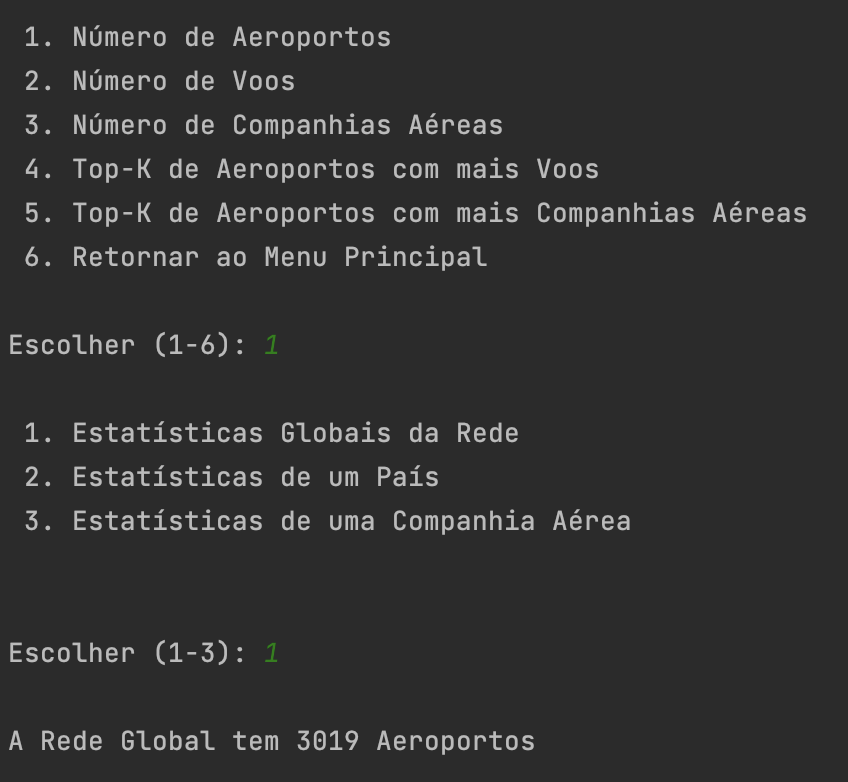 1. Número de Aeroportos
2. Número de Voos
3. Número de Companhias Aéreas
4. Top-K de Aeroportos com mais Voos
5. Top-K de Aeroportos com mais Companhias Aéreas
6. Retornar ao Menu Principal
Escolher (1-6): 1
1. Estatísticas Globais da Rede
2. Estatísticas de um País
3. Estatísticas de uma Companhia Aérea
Escolher (1-3): 1
A Rede Global tem 3019 Aeroportos